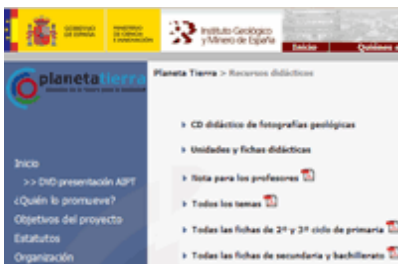 GOBIERNO
DE ESPAÑA
MINISTERIO
DE CIENCIA
E INNOVACIÓN
Instituto Geológico
y Minero de España
Inicio
Quiénes
planetatierra
Planeta Tierra > Recursos didácticos
CD didáctico de fotografías geológicas
Unidades y fichas didácticas
Nota para los profesores
Todos los temas
Todas las fichas de 2º y 3º ciclo de primaria
Todas las fichas de secundaria y bachillerato
Inicio
>> DVD presentación AIPT
¿Quién lo promueve?
Objetivos del proyecto
Estatutos
Organización